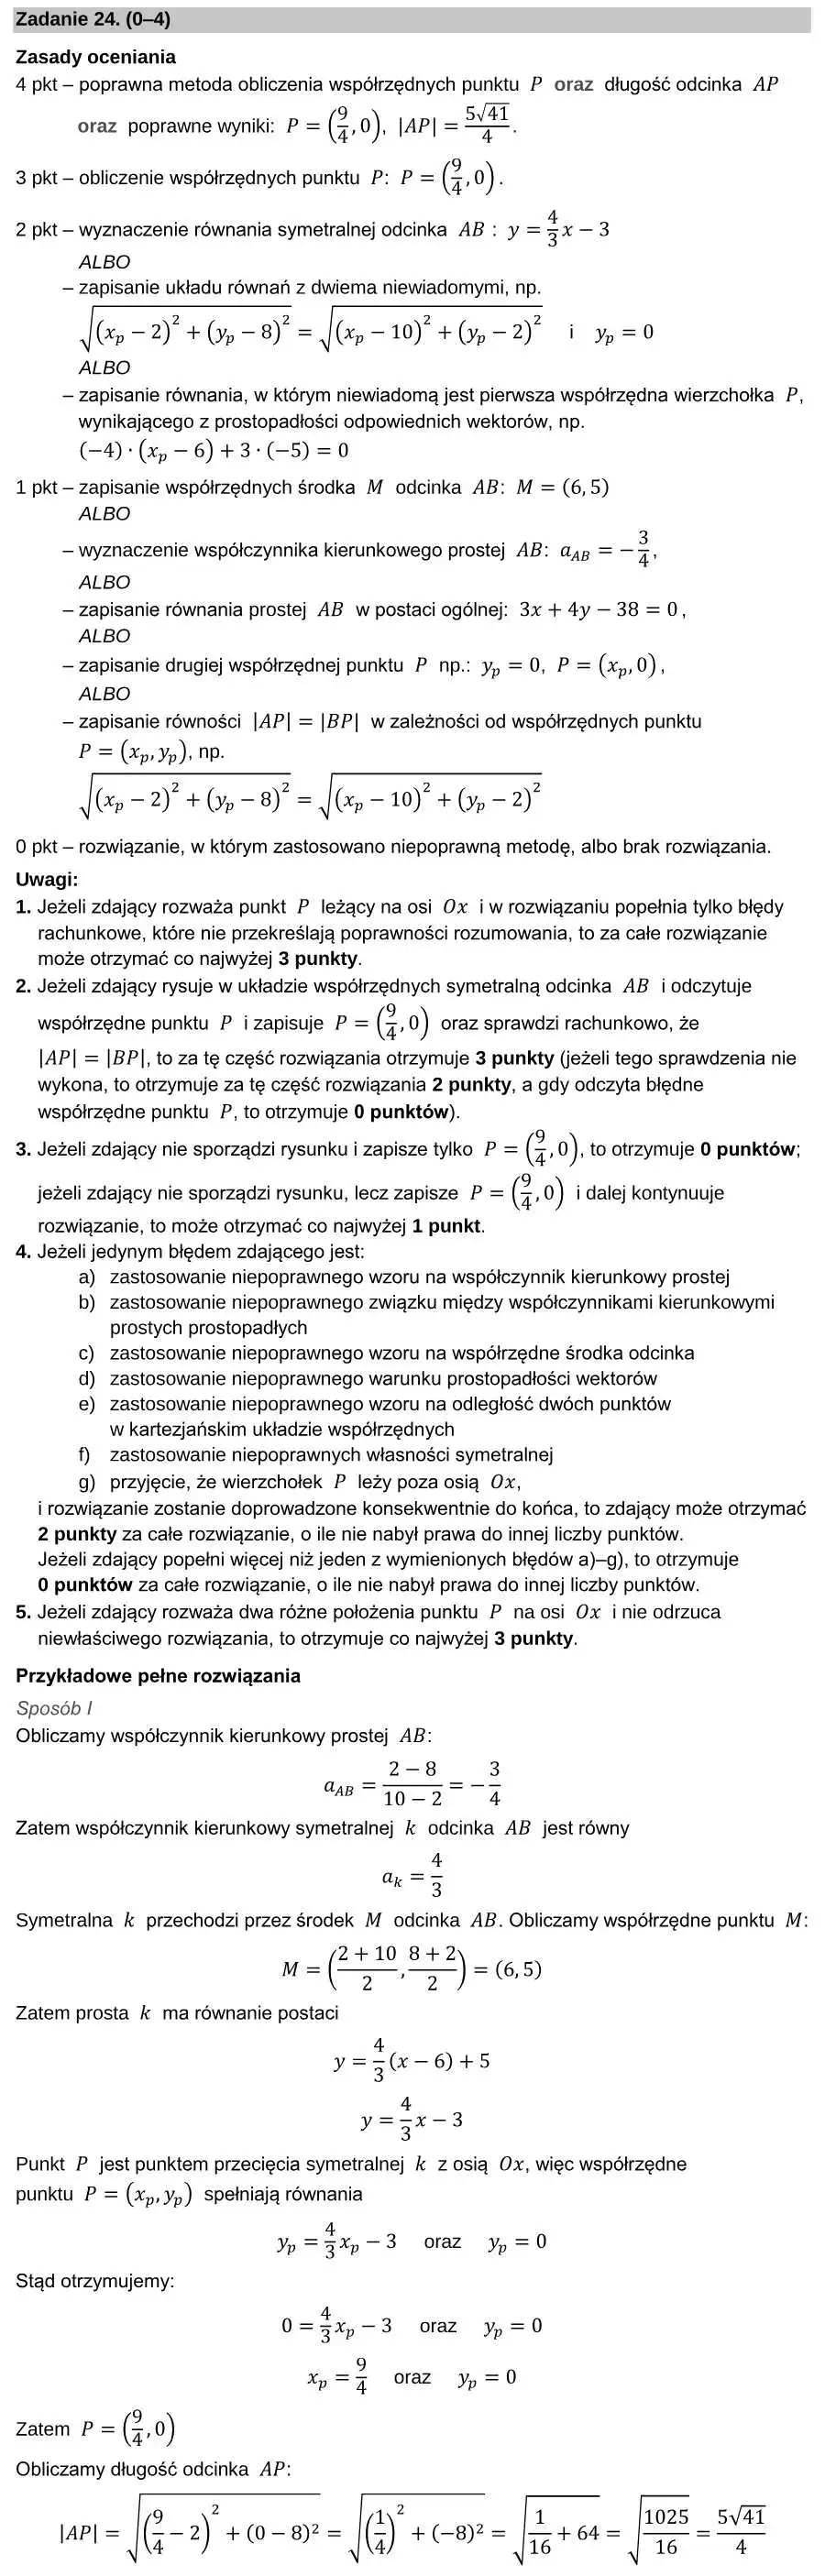 Zadanie 24. (0–4)
Zasady oceniania
4 pkt – poprawna metoda obliczenia współrzędnych punktu P oraz długość odcinka AP
oraz poprawne wyniki: P = (9/4, 0), |AP| = 5√41/4.
3 pkt – obliczenie współrzędnych punktu P: P = (9/4, 0).
2 pkt – wyznaczenie równania symetralnej odcinka AB : y = 4/3 x − 3
ALBO
– zapisanie układu równań z dwiema niewiadomymi, np.
√((x_p − 2)² + (y_p − 8)²) = √((x_p − 10)² + (y_p − 2)²) i y_p = 0
ALBO
– zapisanie równania, w którym niewiadomą jest pierwsza współrzędna wierzchołka P,
wynikającego z prostopadłości odpowiednich wektorów, np.
(−4) · (x_p − 6) + 3 · (−5) = 0
1 pkt – zapisanie współrzędnych środka M odcinka AB: M = (6, 5)
ALBO
– wyznaczenie współczynnika kierunkowego prostej AB: a_AB = −3/4,
ALBO
– zapisanie równania prostej AB w postaci ogólnej: 3x + 4y − 38 = 0,
ALBO
– zapisanie drugiej współrzędnej punktu P np.: y_p = 0, P = (x_p, 0),
ALBO
– zapisanie równości |AP| = |BP| w zależności od współrzędnych punktu
P = (x_p, y_p), np.
√((x_p − 2)² + (y_p − 8)²) = √((x_p − 10)² + (y_p − 2)²)
0 pkt – rozwiązanie, w którym zastosowano niepoprawną metodę, albo brak rozwiązania.
Uwagi:
1. Jeżeli zdający rozważa punkt P leżący na osi Ox i w rozwiązaniu popełnia tylko błędy
rachunkowe, które nie przekreślają poprawności rozumowania, to za całe rozwiązanie
może otrzymać co najwyżej 3 punkty.
2. Jeżeli zdający rysuje w układzie współrzędnych symetralną odcinka AB i odczytuje
współrzędne punktu P i zapisuje P = (9/4, 0) oraz sprawdzi rachunkowo, że
|AP| = |BP|, to za tę część rozwiązania otrzymuje 3 punkty (jeżeli tego sprawdzenia nie
wykona, to otrzymuje za tę część rozwiązania 2 punkty, a gdy odczyta błędne
współrzędne punktu P, to otrzymuje 0 punktów).
3. Jeżeli zdający nie sporządzi rysunku i zapisze tylko P = (9/4, 0), to otrzymuje 0 punktów;
jeżeli zdający nie sporządzi rysunku, lecz zapisze P = (9/4, 0) i dalej kontynuuje
rozwiązanie, to może otrzymać co najwyżej 1 punkt.
4. Jeżeli jedynym błędem zdającego jest:
a) zastosowanie niepoprawnego wzoru na współczynnik kierunkowy prostej
b) zastosowanie niepoprawnego związku między współczynnikami kierunkowymi
prostych prostopadłych
c) zastosowanie niepoprawnego wzoru na współrzędne środka odcinka
d) zastosowanie niepoprawnego warunku prostopadłości wektorów
e) zastosowanie niepoprawnego wzoru na odległość dwóch punktów
w kartezjańskim układzie współrzędnych
f) zastosowanie niepoprawnych własności symetralnej
g) przyjęcie, że wierzchołek P leży poza osią Ox,
i rozwiązanie zostanie doprowadzone konsekwentnie do końca, to zdający może otrzymać
2 punkty za całe rozwiązanie, o ile nie nabył prawa do innej liczby punktów.
Jeżeli zdający popełni więcej niż jeden z wymienionych błędów a)–g), to otrzymuje
0 punktów za całe rozwiązanie, o ile nie nabył prawa do innej liczby punktów.
5. Jeżeli zdający rozważa dwa różne położenia punktu P na osi Ox i nie odrzuca
niewłaściwego rozwiązania, to otrzymuje co najwyżej 3 punkty.
Przykładowe pełne rozwiązania
Sposób I
Obliczamy współczynnik kierunkowy prostej AB:
a_AB = (2 − 8)/(10 − 2) = −3/4
Zatem współczynnik kierunkowy symetralnej k odcinka AB jest równy
a_k = 4/3
Symetralna k przechodzi przez środek M odcinka AB. Obliczamy współrzędne punktu M:
M = ((2 + 10)/2, (8 + 2)/2) = (6, 5)
Zatem prosta k ma równanie postaci
y = 4/3 (x − 6) + 5
y = 4/3 x − 3
Punkt P jest punktem przecięcia symetralnej k z osią Ox, więc współrzędne
punktu P = (x_p, y_p) spełniają równania
y_p = 4/3 x_p − 3 oraz y_p = 0
Stąd otrzymujemy:
0 = 4/3 x_p − 3 oraz y_p = 0
x_p = 9/4 oraz y_p = 0
Zatem P = (9/4, 0)
Obliczamy długość odcinka AP:
|AP| = √((9/4 − 2)² + (0 − 8)²) = √((1/4)² + (−8)²) = √(1/16 + 64) = √(1025/16) = 5√41/4